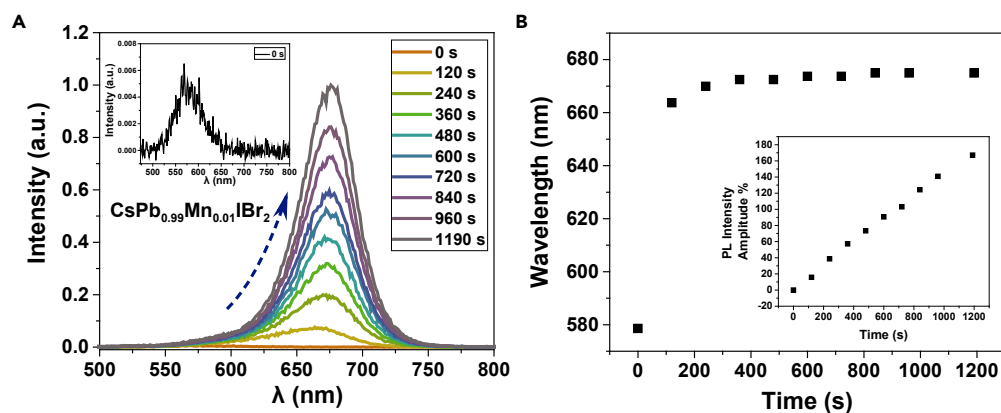 A
1.2
1.0
0.8
0.6
0.4
0.2
0.0
Intensity (a.u.)
500 550 600 650 700 750 800
λ (nm)
0.008
0.006
0.004
0.002
0.000
Intensity (a.u.)
500 550 600 650 700 750 800
λ (nm)
0 s
CsPb0.99Mn0.01IBr2
0 s
120 s
240 s
360 s
480 s
600 s
720 s
840 s
960 s
1190 s
B
680
660
640
620
600
580
Wavelength (nm)
0 200 400 600 800 1000 1200
Time (s)
180
160
140
120
100
80
60
40
20
0
-20
PL Intensity
Amplitude %
0 200 400 600 800 1000 1200
Time (s)